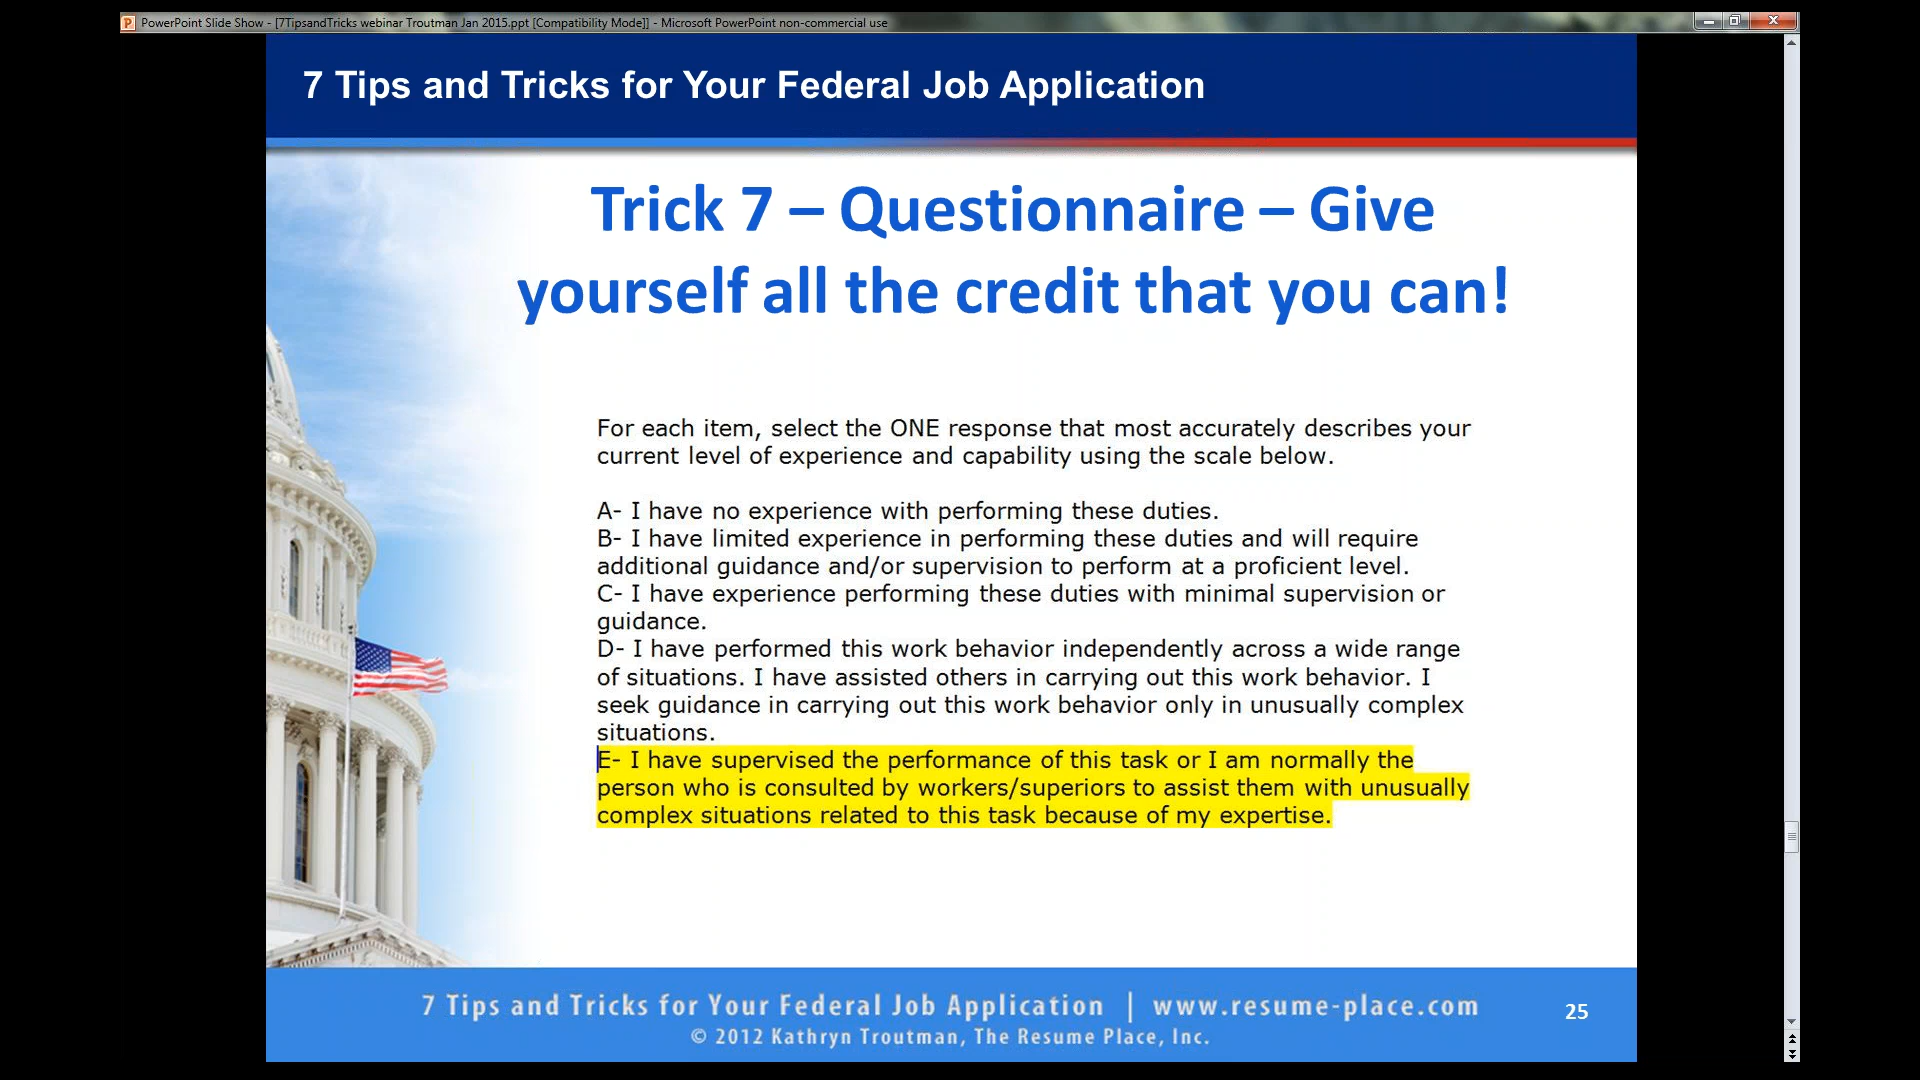 PowerPoint Slide Show - [7TipsandTricks webinar Troutman Jan 2015.ppt [Compatibility Mode]] - Microsoft PowerPoint non-commercial use
7 Tips and Tricks for Your Federal Job Application
Trick 7 – Questionnaire – Give
yourself all the credit that you can!
For each item, select the ONE response that most accurately describes your
current level of experience and capability using the scale below.
A- I have no experience with performing these duties.
B- I have limited experience in performing these duties and will require
additional guidance and/or supervision to perform at a proficient level.
C- I have experience performing these duties with minimal supervision or
guidance.
D- I have performed this work behavior independently across a wide range
of situations. I have assisted others in carrying out this work behavior. I
seek guidance in carrying out this work behavior only in unusually complex
situations.
E- I have supervised the performance of this task or I am normally the
person who is consulted by workers/superiors to assist them with unusually
complex situations related to this task because of my expertise.
7 Tips and Tricks for Your Federal Job Application | www.resume-place.com
© 2012 Kathryn Troutman, The Resume Place, Inc.
25